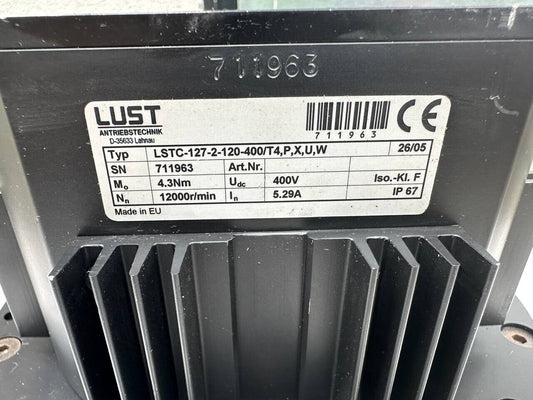 711963
LUST
ANTRIEBSTECHNIK
D-35633 Lahnau
711963
CE
Typ LSTC-127-2-120-400/T4,P,X,U,W 26/05
SN 711963 Art.Nr.
Mo 4.3Nm Udc 400V Iso.-Kl. F
Nn 12000r/min In 5.29A IP 67
Made in EU